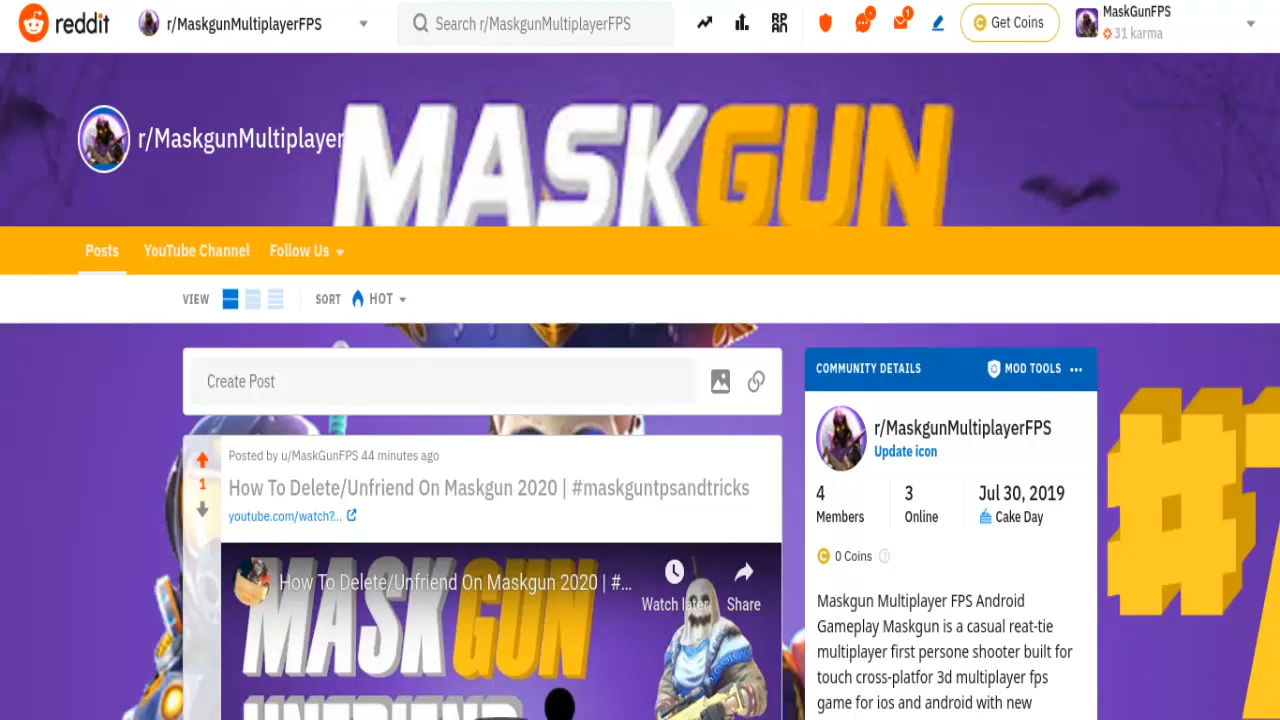 reddit
r/MaskgunMultiplayerFPS
Search r/MaskgunMultiplayerFPS
1
Get Coins
MaskGunFPS
31 karma
MASKGUN
r/MaskgunMultiplayer
Posts
YouTube Channel
Follow Us
VIEW
SORT
HOT
Create Post
COMMUNITY DETAILS
MOD TOOLS
r/MaskgunMultiplayerFPS
Update icon
4
3
Jul 30, 2019
Members
Online
Cake Day
0 Coins
Maskgun Multiplayer FPS Android
Gameplay Maskgun is a casual reat-tie
multiplayer first persone shooter built for
touch cross-platfor 3d multiplayer fps
game for ios and android with new
Posted by u/MaskGunFPS 44 minutes ago
1
How To Delete/Unfriend On Maskgun 2020 | #maskguntpsandtricks
youtube.com/watch?...
How To Delete/Unfriend On Maskgun 2020 | #...
Watch later
Share
MASKGUN
UNFRIEND
#